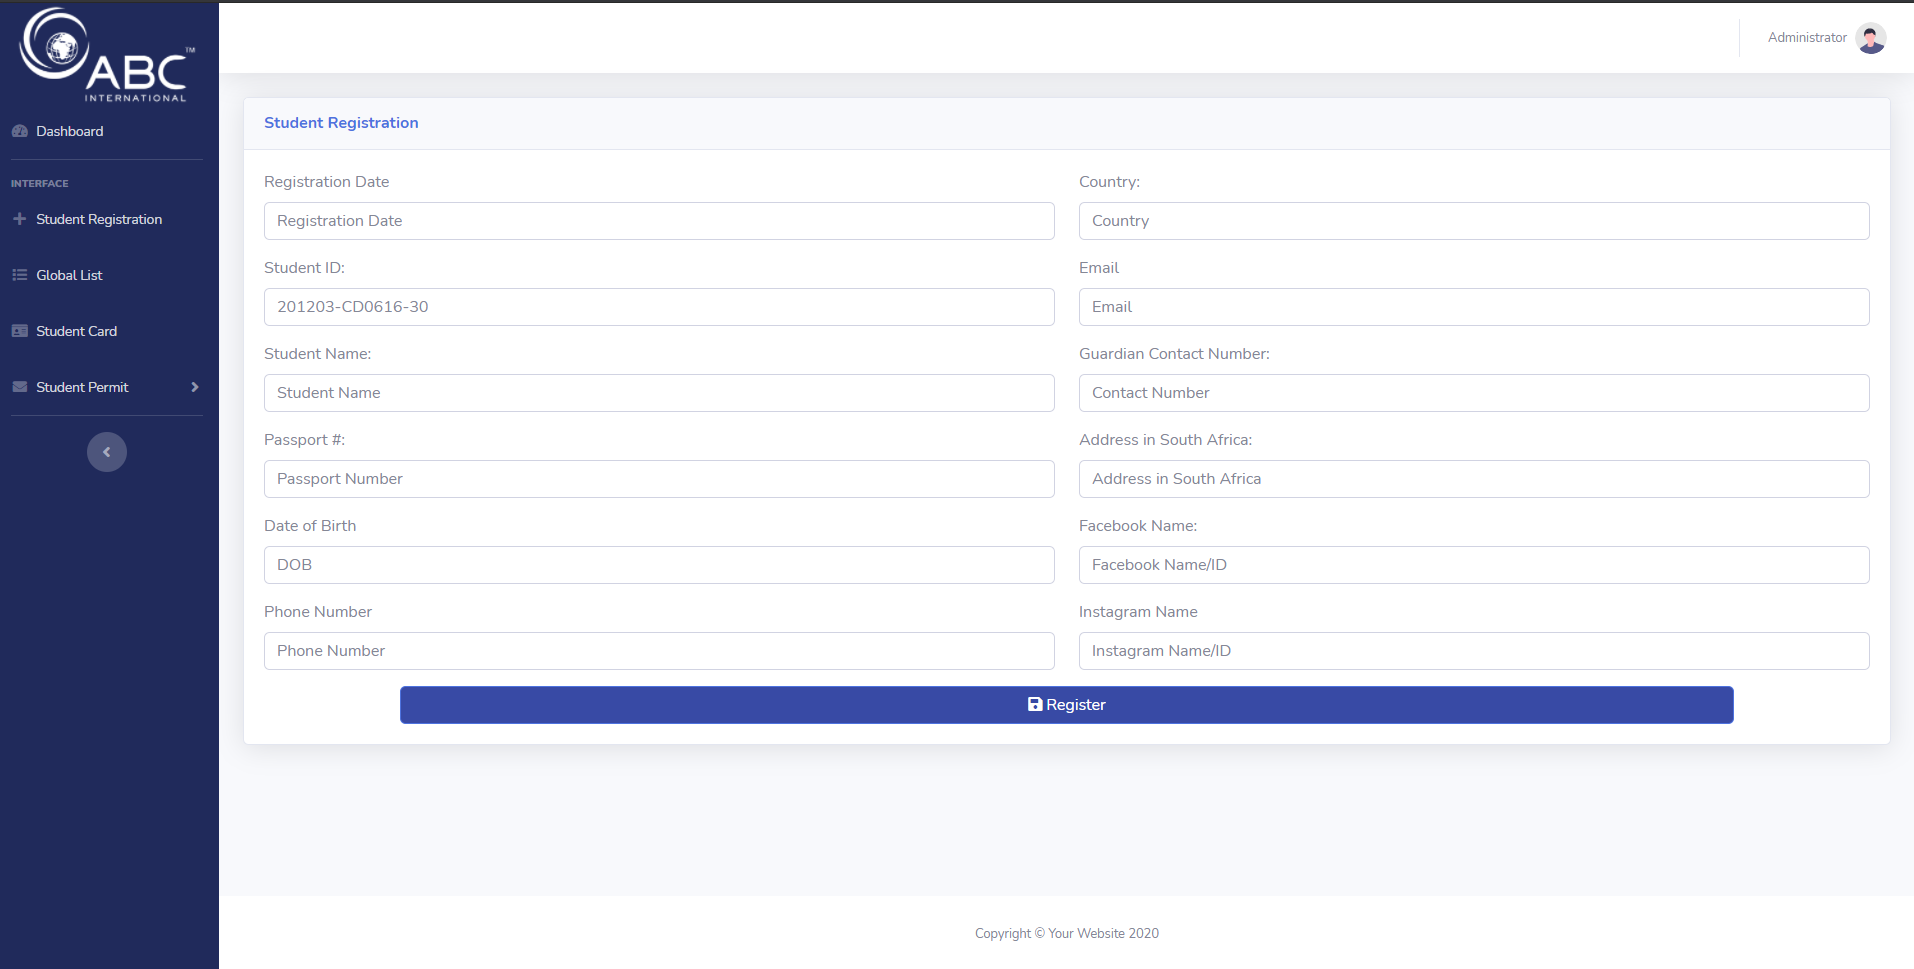 ABC™
INTERNATIONAL
Dashboard
INTERFACE
Student Registration
Global List
Student Card
Student Permit
Administrator
Student Registration
Registration Date
Registration Date
Student ID:
201203-CD0616-30
Student Name:
Student Name
Passport #:
Passport Number
Date of Birth
DOB
Phone Number
Phone Number
Country:
Country
Email
Email
Guardian Contact Number:
Contact Number
Address in South Africa:
Address in South Africa
Facebook Name:
Facebook Name/ID
Instagram Name
Instagram Name/ID
Register
Copyright © Your Website 2020